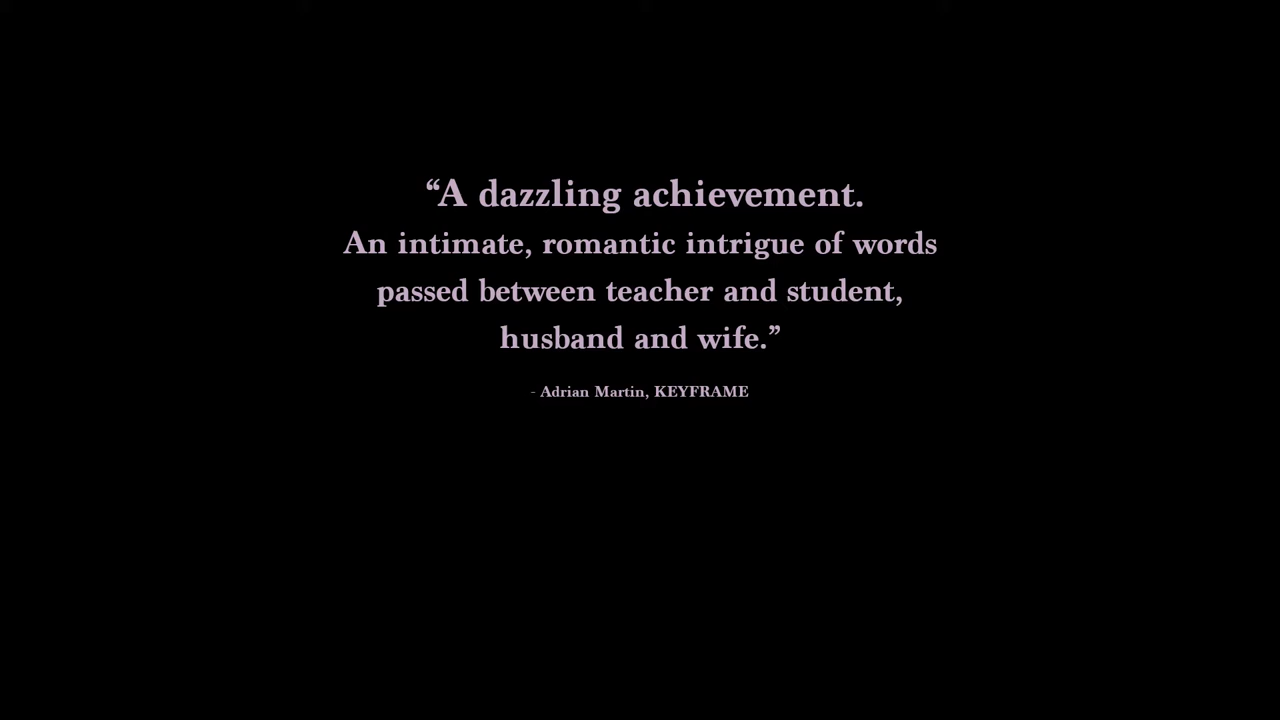 “A dazzling achievement.
An intimate, romantic intrigue of words
passed between teacher and student,
husband and wife.”
- Adrian Martin, KEYFRAME